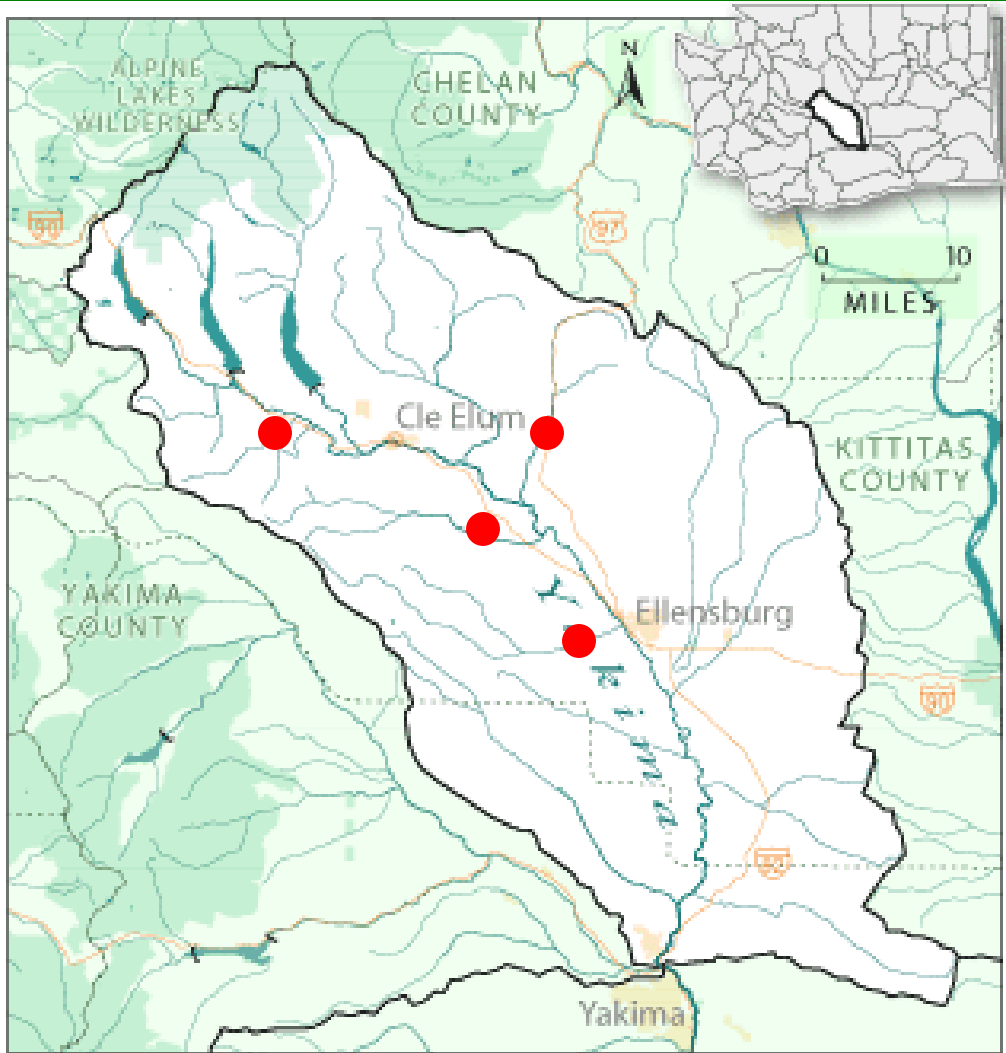 ALPINE
LAKES
WILDERNESS
CHELAN
COUNTY
N
90
97
0 10
MILES
Cle Elum
KITTITAS
COUNTY
YAKIMA
COUNTY
Ellensburg
Y kima
90
82
Yakima